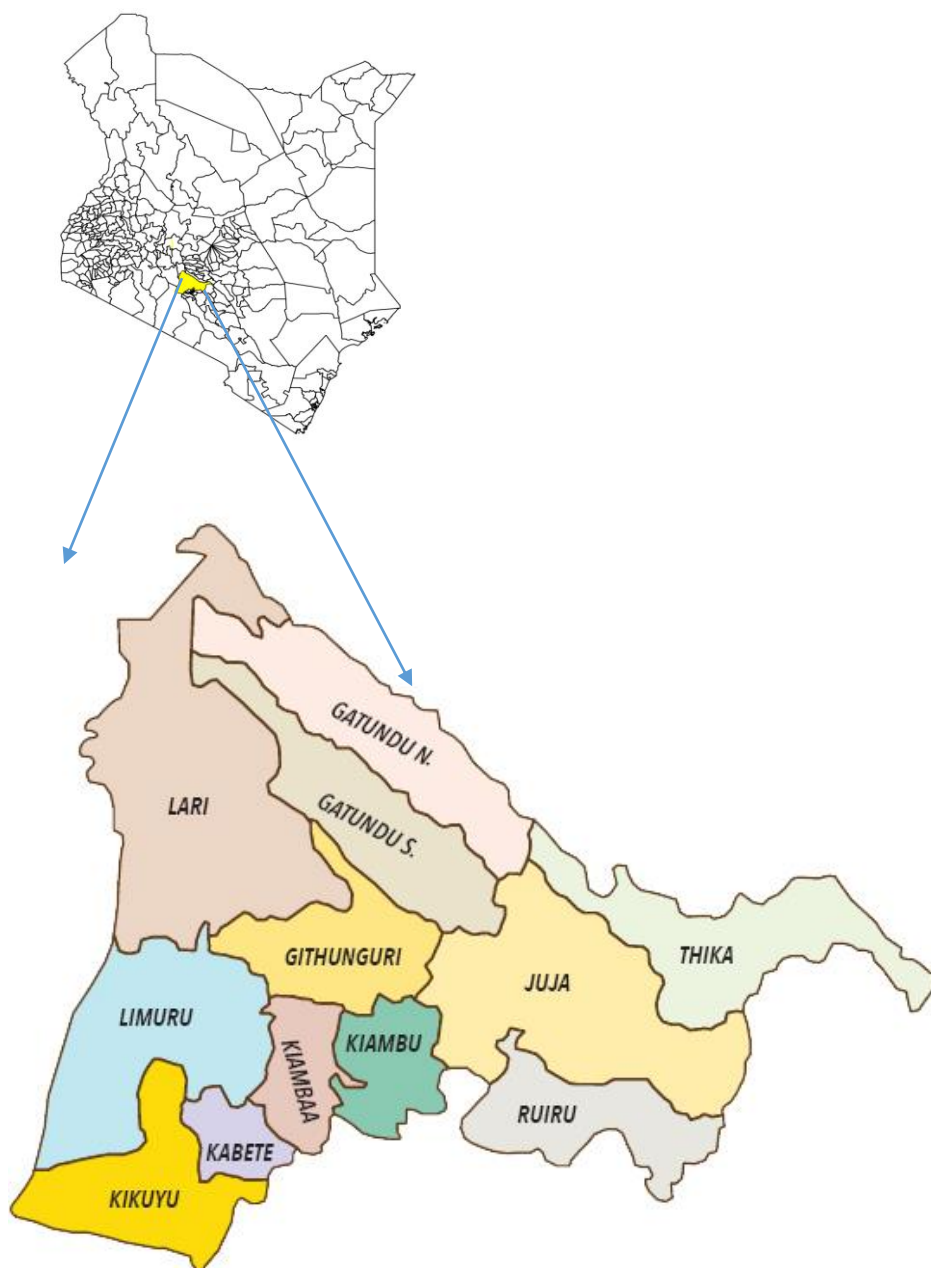 GATUNDU N.
LARI
GATUNDU S.
GITHUNGURI
THIKA
JUJA
LIMURU
KIAMBAA
KIAMBU
RUIRU
KABETE
KIKUYU